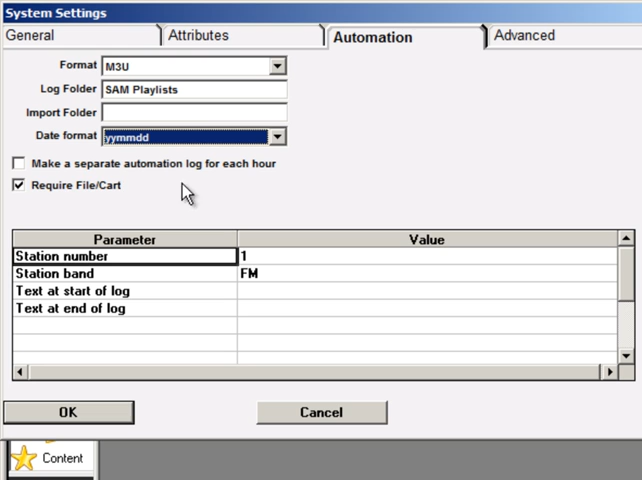 System Settings
General Attributes Automation Advanced
Format M3U
Log Folder SAM Playlists
Import Folder
Date format yymmdd
Make a separate automation log for each hour
Require File/Cart
Parameter Value
Station number 1
Station band FM
Text at start of log
Text at end of log
OK Cancel
Content